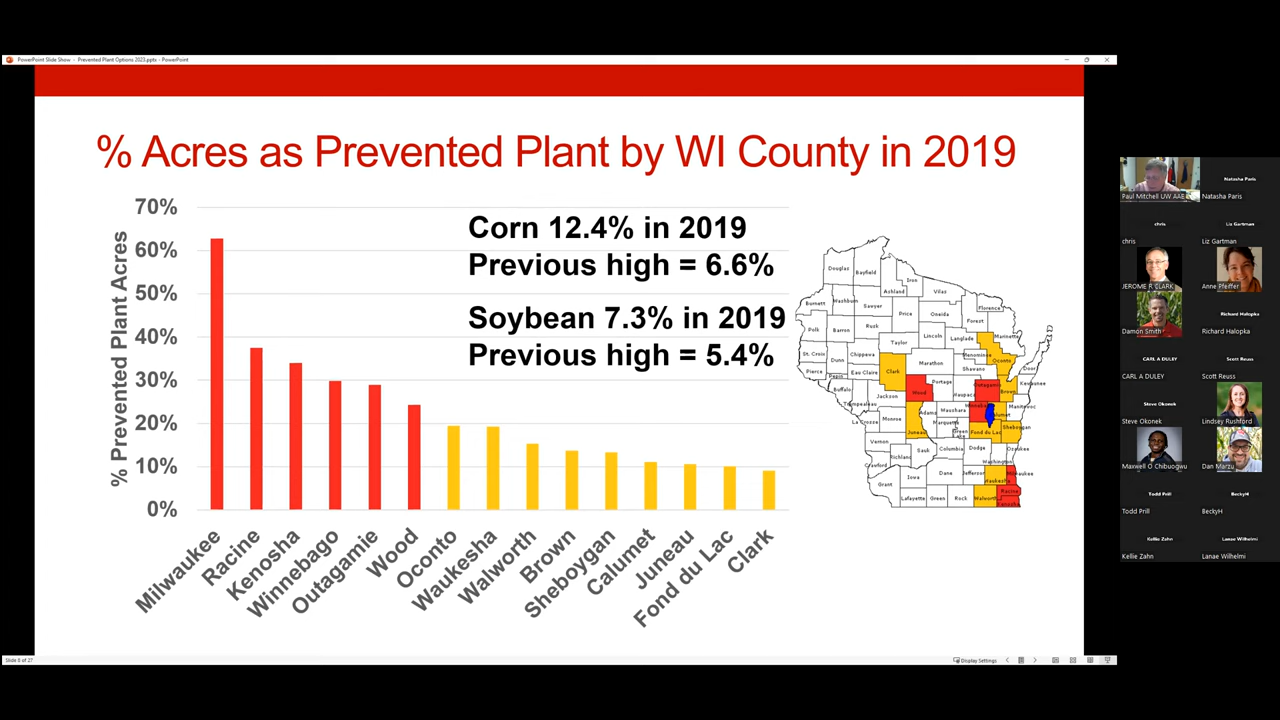 PowerPoint Slide Show - Prevented Plant Options 2023.pptx - PowerPoint
% Acres as Prevented Plant by WI County in 2019
% Prevented Plant Acres
70%
60%
50%
40%
30%
20%
10%
0%
Corn 12.4% in 2019
Previous high = 6.6%
Soybean 7.3% in 2019
Previous high = 5.4%
Milwaukee
Racine
Kenosha
Winnebago
Outagamie
Wood
Oconto
Waukesha
Walworth
Brown
Sheboygan
Calumet
Juneau
Fond du Lac
Clark
Douglas
Bayfield
Iron
Ashland
Vilas
Burnett
Washburn
Sawyer
Price
Oneida
Florence
Forest
Polk
Barron
Rusk
Lincoln
Langlade
Marinette
Taylor
St. Croix
Dunn
Chippewa
Menominee
Oconto
Door
Clark
Marathon
Shawano
Pierce
Pepin
Eau Claire
Buffalo
Jackson
Wood
Portage
Waupaca
Outagamie
Brown
Kewaunee
Trempealeau
Adams
Waushara
Manitowoc
La Crosse
Monroe
Juneau
Marquette
Green
Lake
Fond du Lac
Sheboygan
Vernon
Richland
Sauk
Columbia
Dodge
Ozaukee
Washington
Crawford
Iowa
Dane
Jefferson
Waukesha
Grant
Lafayette
Green
Rock
Walworth
Racine
Kenosha
Slide 8 of 27
Display Settings
Paul Mitchell UW AAE
Natasha Paris
Natasha Paris
chris
chris
Liz Gartman
Liz Gartman
JEROME R CLARK
Anne Pfeiffer
Damon Smith
Richard Halopka
Richard Halopka
CARL A DULEY
CARL A DULEY
Scott Reuss
Scott Reuss
Steve Okonek
Steve Okonek
Lindsey Rushford
Maxwell O Chibuogwu
Dan Marzu
Todd Prill
Todd Prill
BeckyH
BeckyH
Kellie Zahn
Kellie Zahn
Lanae Wilhelmi
Lanae Wilhelmi